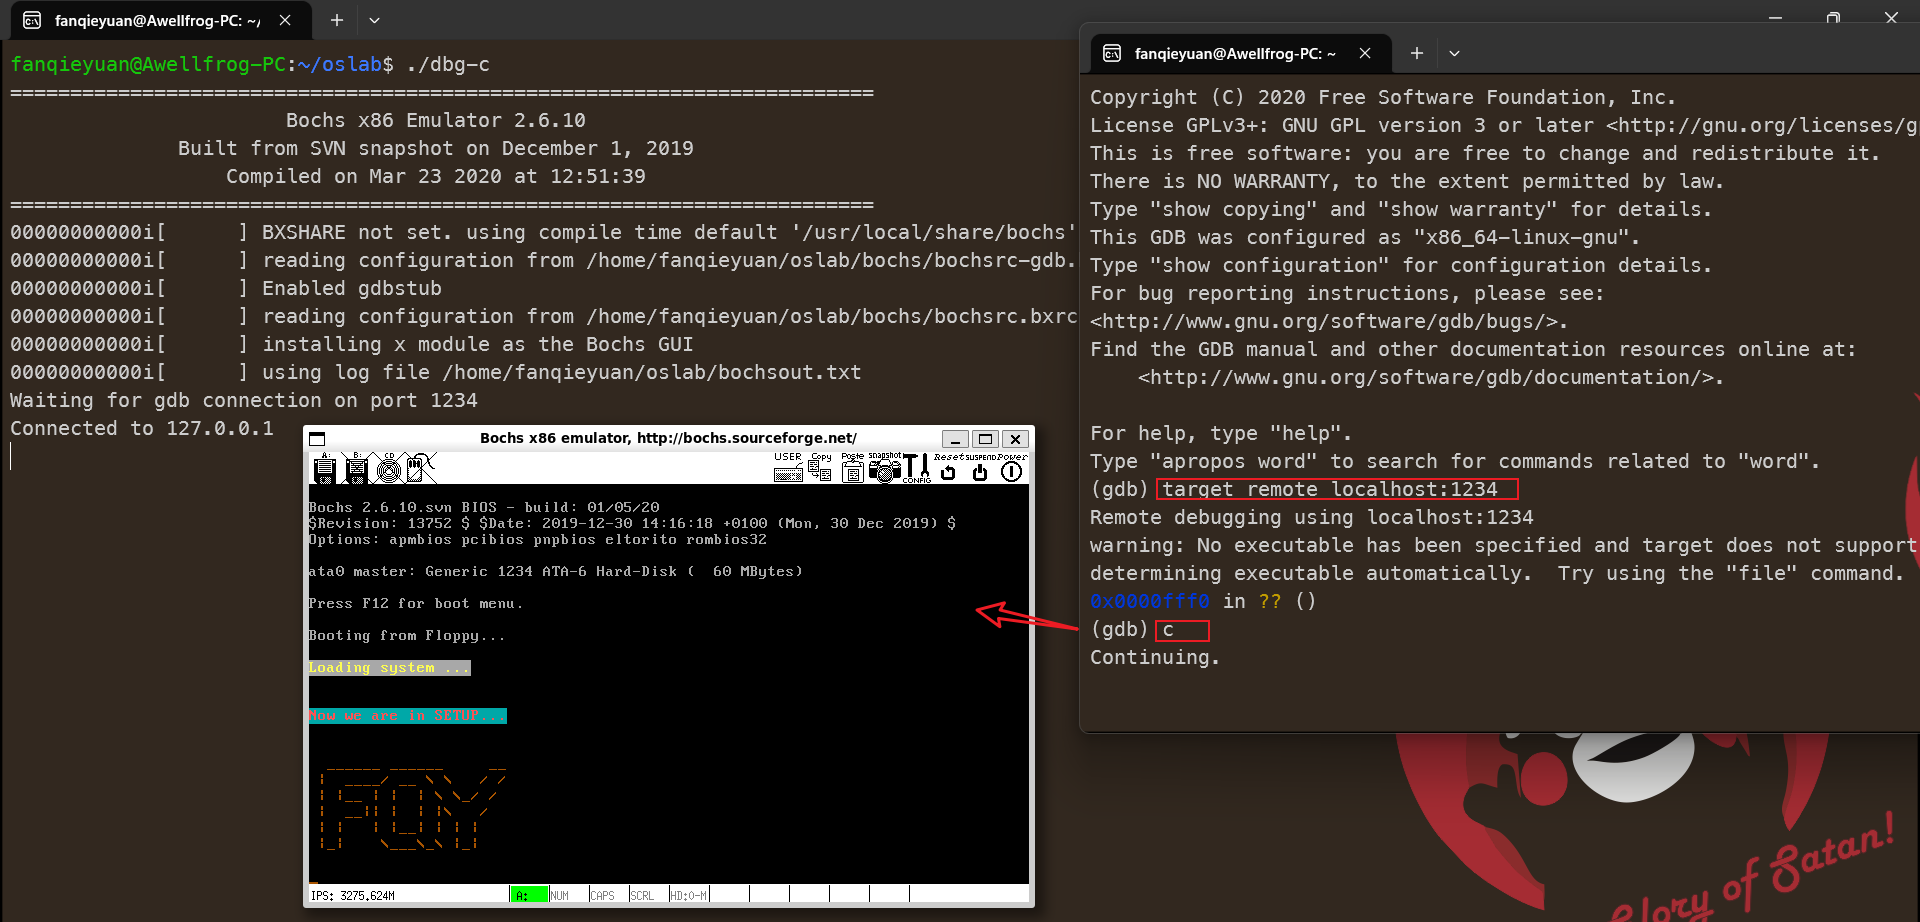 fanqieyuan@Awellfrog-PC: ~/
fanqieyuan@Awellfrog-PC:~/oslab$ ./dbg-c
========================================================================
Bochs x86 Emulator 2.6.10
Built from SVN snapshot on December 1, 2019
Compiled on Mar 23 2020 at 12:51:39
========================================================================
00000000000i[      ] BXSHARE not set. using compile time default '/usr/local/share/bochs'
00000000000i[      ] reading configuration from /home/fanqieyuan/oslab/bochs/bochsrc-gdb.
00000000000i[      ] Enabled gdbstub
00000000000i[      ] reading configuration from /home/fanqieyuan/oslab/bochs/bochsrc.bxrc
00000000000i[      ] installing x module as the Bochs GUI
00000000000i[      ] using log file /home/fanqieyuan/oslab/bochsout.txt
Waiting for gdb connection on port 1234
Connected to 127.0.0.1
Bochs x86 emulator, http://bochs.sourceforge.net/
A: B: CD USER Copy Paste snapshot CONFIG Reset SUSPEND Power
Bochs 2.6.10.svn BIOS - build: 01/05/20
$Revision: 13752 $ $Date: 2019-12-30 14:16:18 +0100 (Mon, 30 Dec 2019) $
Options: apmbios pcibios pnpbios eltorito rombios32
ata0 master: Generic 1234 ATA-6 Hard-Disk (  60 MBytes)
Press F12 for boot menu.
Booting from Floppy...
Loading system ...
Now we are in SETUP...
FQY
IPS: 3275.624M A: NUM CAPS SCRL HD:0-M
fanqieyuan@Awellfrog-PC: ~
Copyright (C) 2020 Free Software Foundation, Inc.
License GPLv3+: GNU GPL version 3 or later <http://gnu.org/licenses/g
This is free software: you are free to change and redistribute it.
There is NO WARRANTY, to the extent permitted by law.
Type "show copying" and "show warranty" for details.
This GDB was configured as "x86_64-linux-gnu".
Type "show configuration" for configuration details.
For bug reporting instructions, please see:
<http://www.gnu.org/software/gdb/bugs/>.
Find the GDB manual and other documentation resources online at:
    <http://www.gnu.org/software/gdb/documentation/>.
For help, type "help".
Type "apropos word" to search for commands related to "word".
(gdb) target remote localhost:1234
Remote debugging using localhost:1234
warning: No executable has been specified and target does not support
determining executable automatically.  Try using the "file" command.
0x0000fff0 in ?? ()
(gdb) c
Continuing.
Glory of Satan!